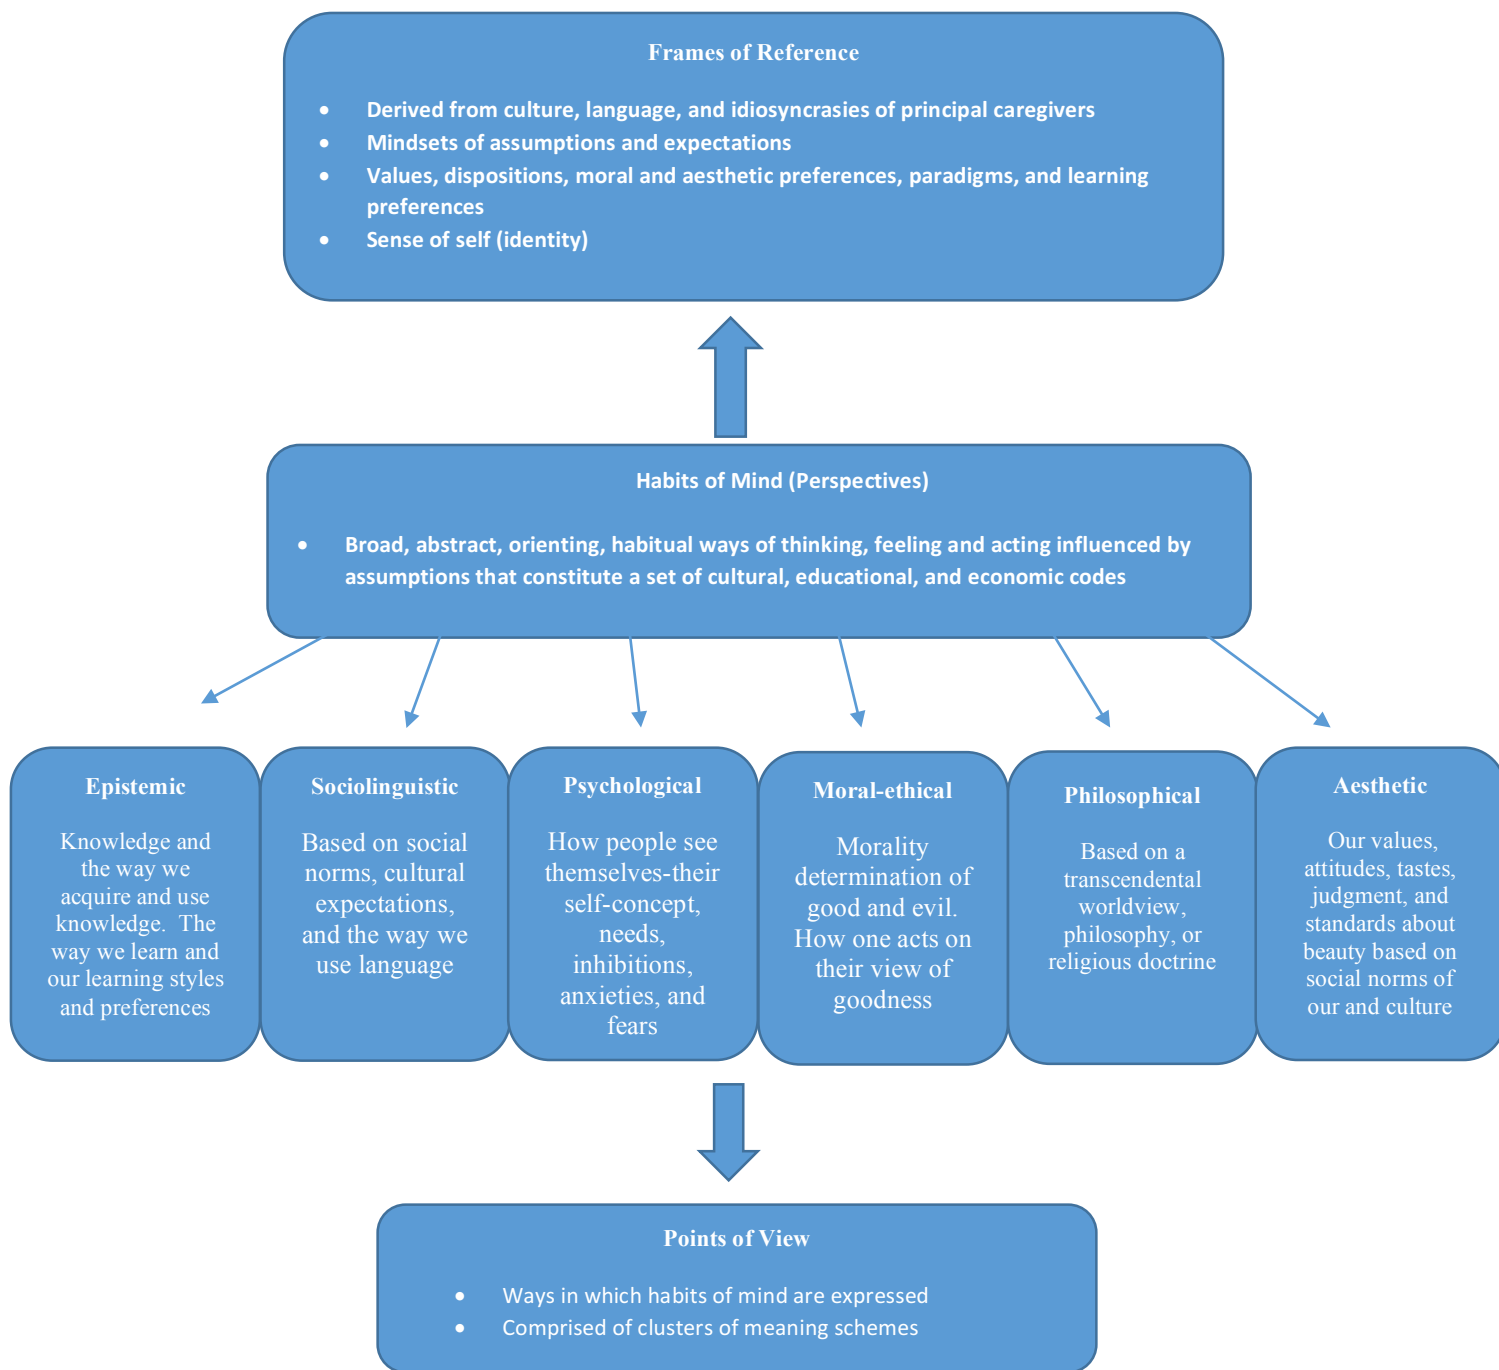 Frames of Reference
• Derived from culture, language, and idiosyncrasies of principal caregivers
• Mindsets of assumptions and expectations
• Values, dispositions, moral and aesthetic preferences, paradigms, and learning
preferences
• Sense of self (identity)
Habits of Mind (Perspectives)
• Broad, abstract, orienting, habitual ways of thinking, feeling and acting influenced by
assumptions that constitute a set of cultural, educational, and economic codes
Epistemic
Knowledge and
the way we
acquire and use
knowledge.  The
way we learn and
our learning styles
and preferences
Sociolinguistic
Based on social
norms, cultural
expectations,
and the way we
use language
Psychological
How people see
themselves-their
self-concept,
needs,
inhibitions,
anxieties, and
fears
Moral-ethical
Morality
determination of
good and evil.
How one acts on
their view of
goodness
Philosophical
Based on a
transcendental
worldview,
philosophy, or
religious doctrine
Aesthetic
Our values,
attitudes, tastes,
judgment, and
standards about
beauty based on
social norms of
our and culture
Points of View
• Ways in which habits of mind are expressed
• Comprised of clusters of meaning schemes